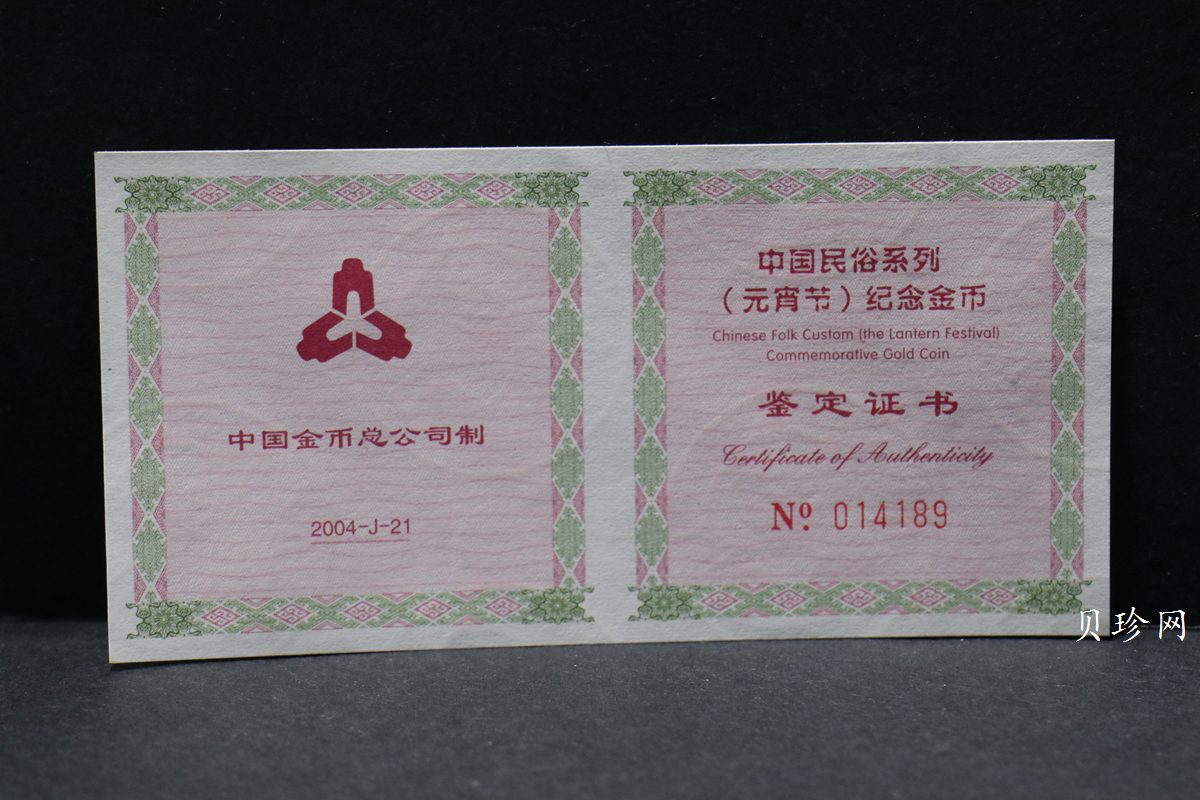 中国金币总公司制
2004-J-21
中国民俗系列
（元宵节）纪念金币
Chinese Folk Custom (the Lantern Festival)
Commemorative Gold Coin
鉴定证书
Certificate of Authenticity
Nº. 014189
贝珍网